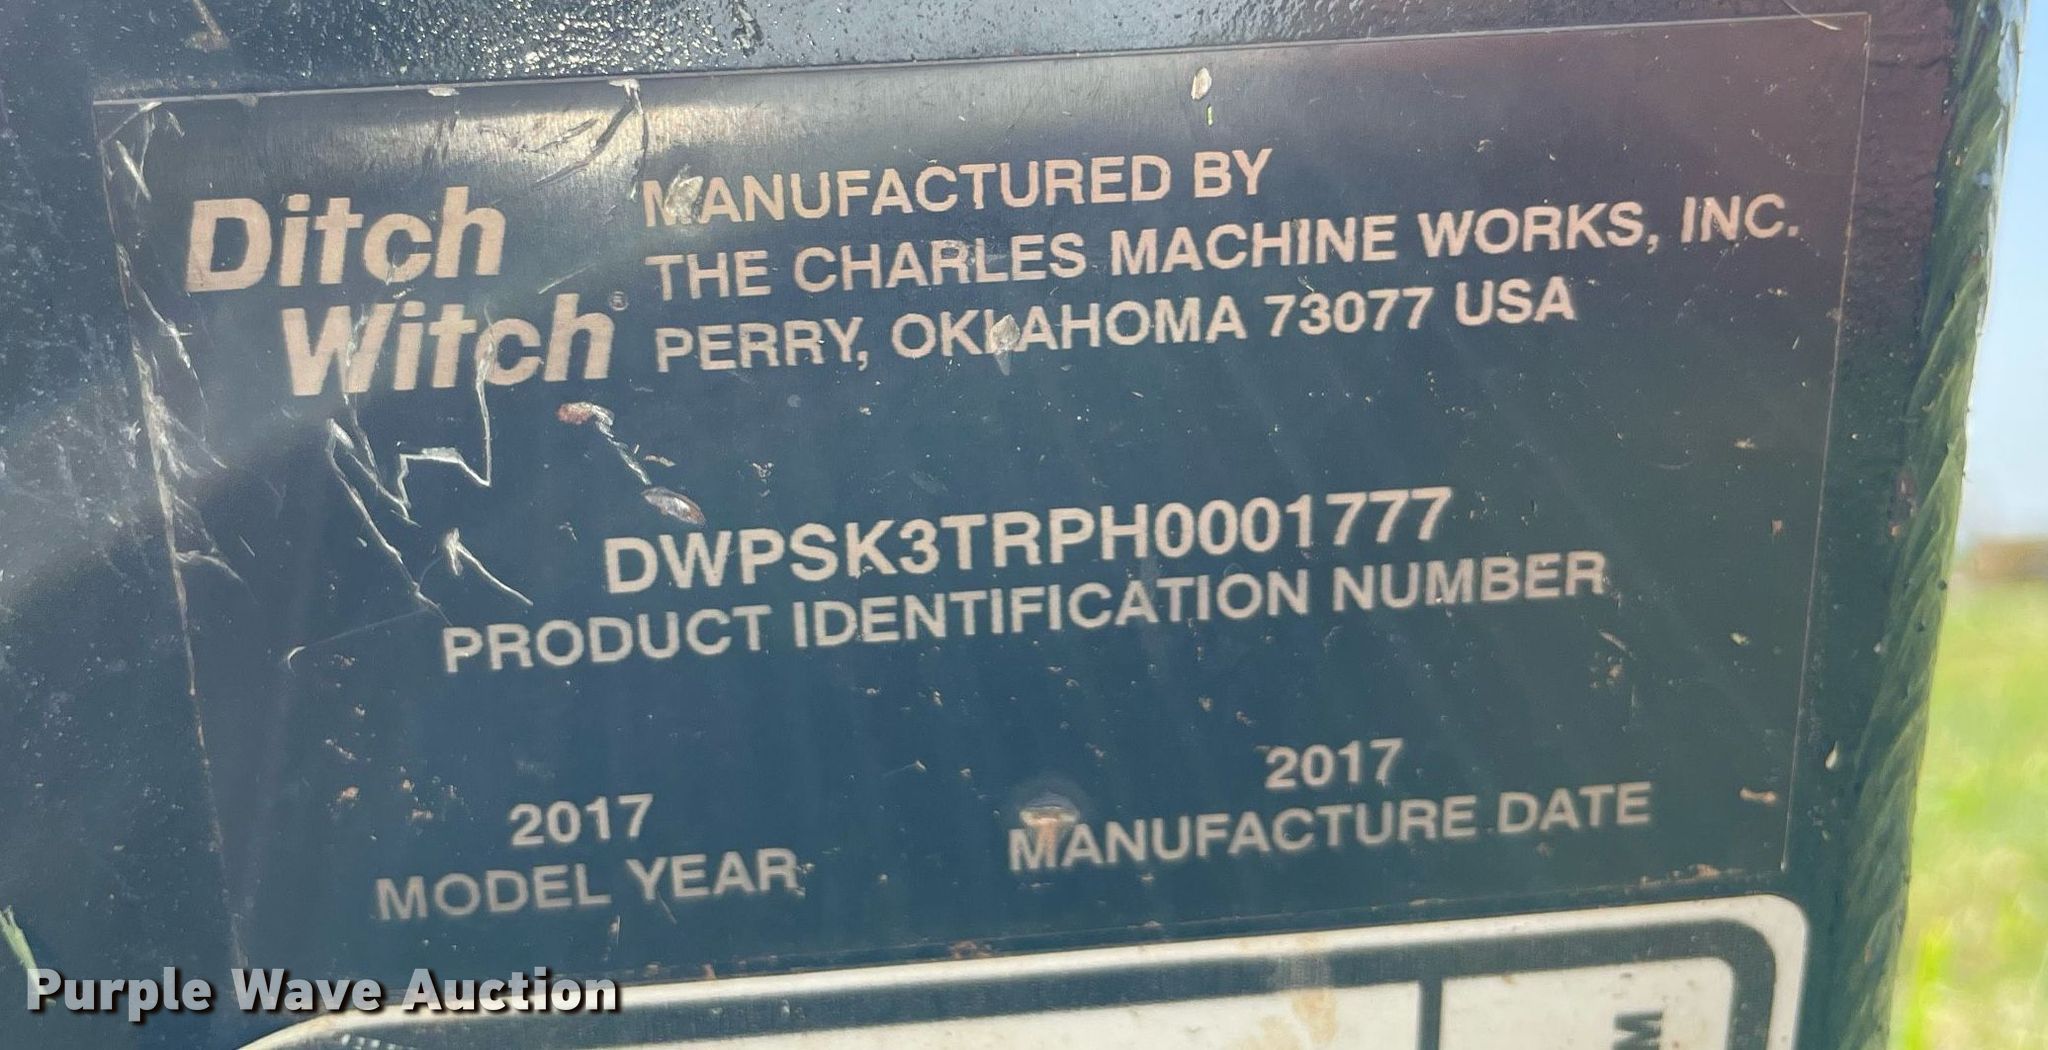 Ditch
Witch®
MANUFACTURED BY
THE CHARLES MACHINE WORKS, INC.
PERRY, OKLAHOMA 73077 USA
DWPSK3TRPH0001777
PRODUCT IDENTIFICATION NUMBER
2017
MODEL YEAR
2017
MANUFACTURE DATE
M
Purple Wave Auction